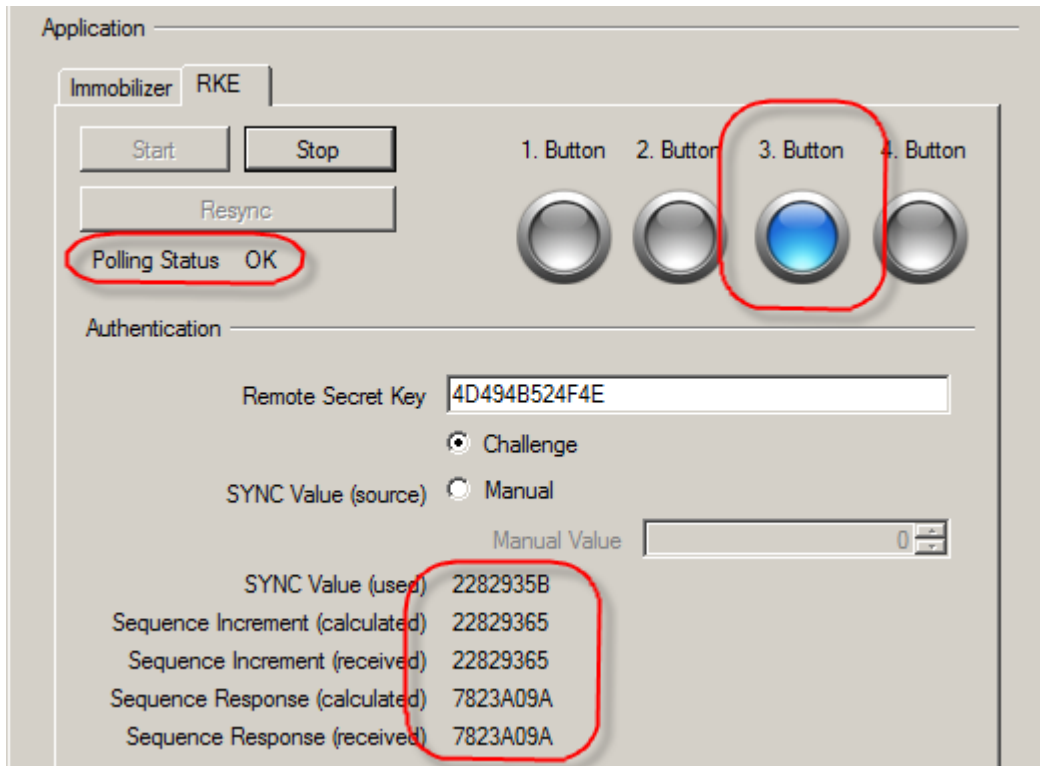 Application
Immobilizer RKE
Start Stop 1. Button 2. Button 3. Button 4. Button
Resync
Polling Status OK
Authentication
Remote Secret Key 4D494B524F4E
Challenge
SYNC Value (source) Manual
Manual Value 0
SYNC Value (used) 2282935B
Sequence Increment (calculated) 22829365
Sequence Increment (received) 22829365
Sequence Response (calculated) 7823A09A
Sequence Response (received) 7823A09A